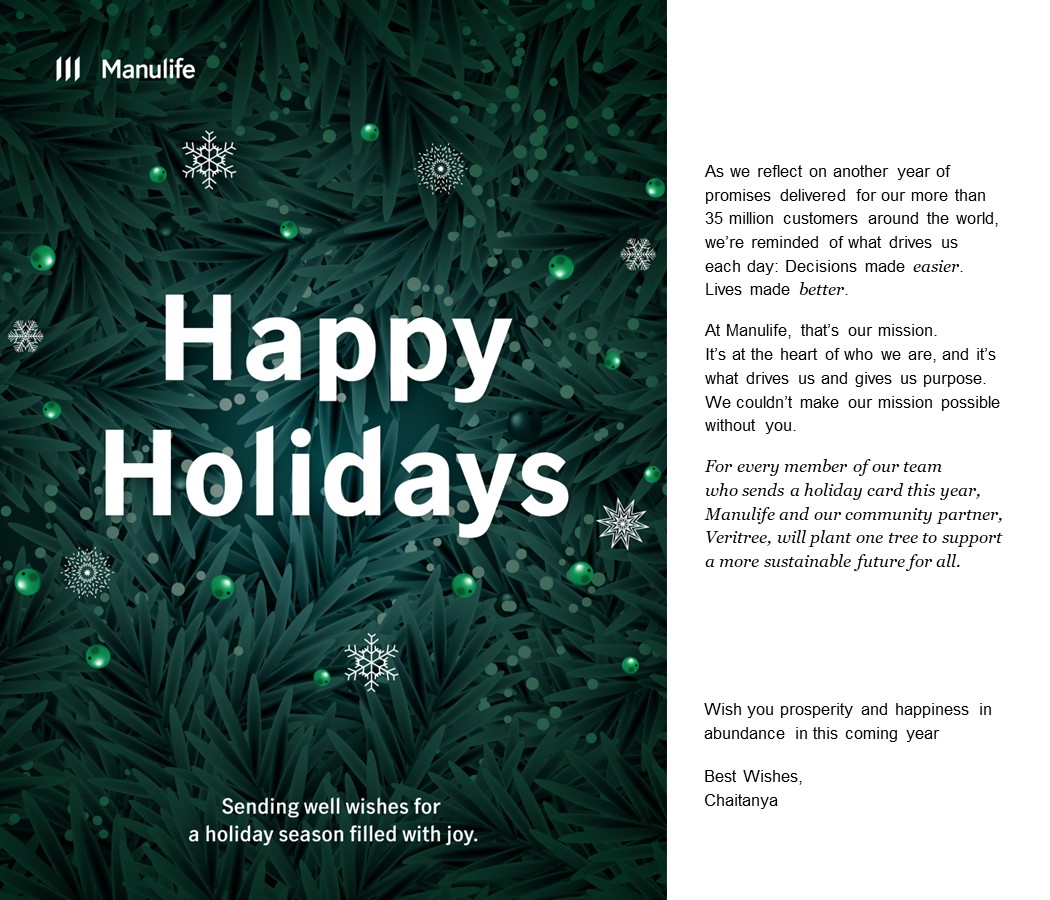 Manulife
Happy
Holidays
Sending well wishes for
a holiday season filled with joy.
As we reflect on another year of
promises delivered for our more than
35 million customers around the world,
we’re reminded of what drives us
each day: Decisions made easier.
Lives made better.
At Manulife, that’s our mission.
It’s at the heart of who we are, and it’s
what drives us and gives us purpose.
We couldn’t make our mission possible
without you.
For every member of our team
who sends a holiday card this year,
Manulife and our community partner,
Veritree, will plant one tree to support
a more sustainable future for all.
Wish you prosperity and happiness in
abundance in this coming year
Best Wishes,
Chaitanya